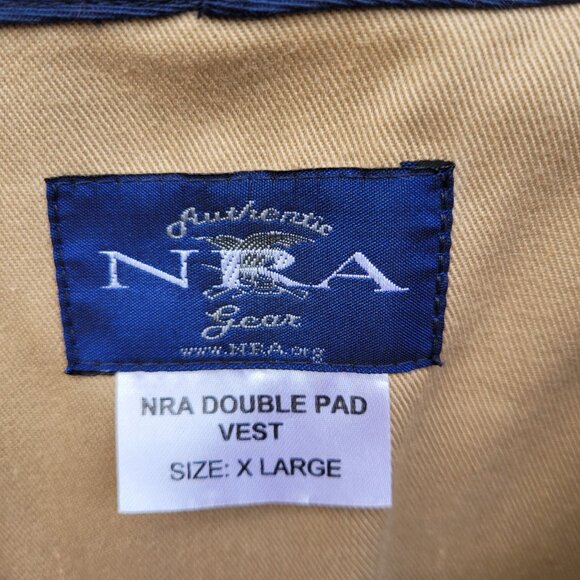 Authentic
NRA
Gear
www.NRA.org
NRA DOUBLE PAD
VEST
SIZE: X LARGE